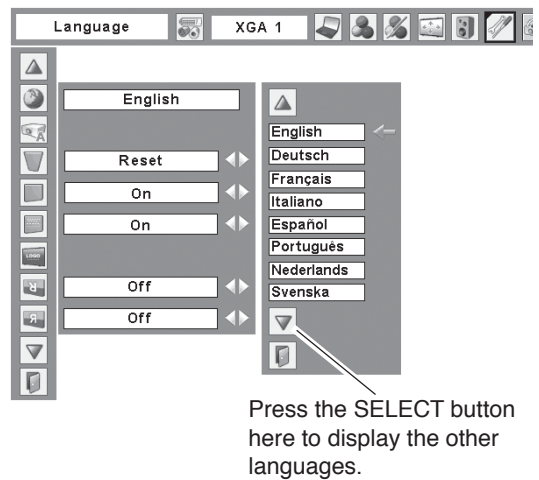 Language
XGA 1
English
Reset
On
On
Off
Off
English
Deutsch
Français
Italiano
Español
Português
Nederlands
Svenska
LOGO
Press the SELECT button
here to display the other
languages.